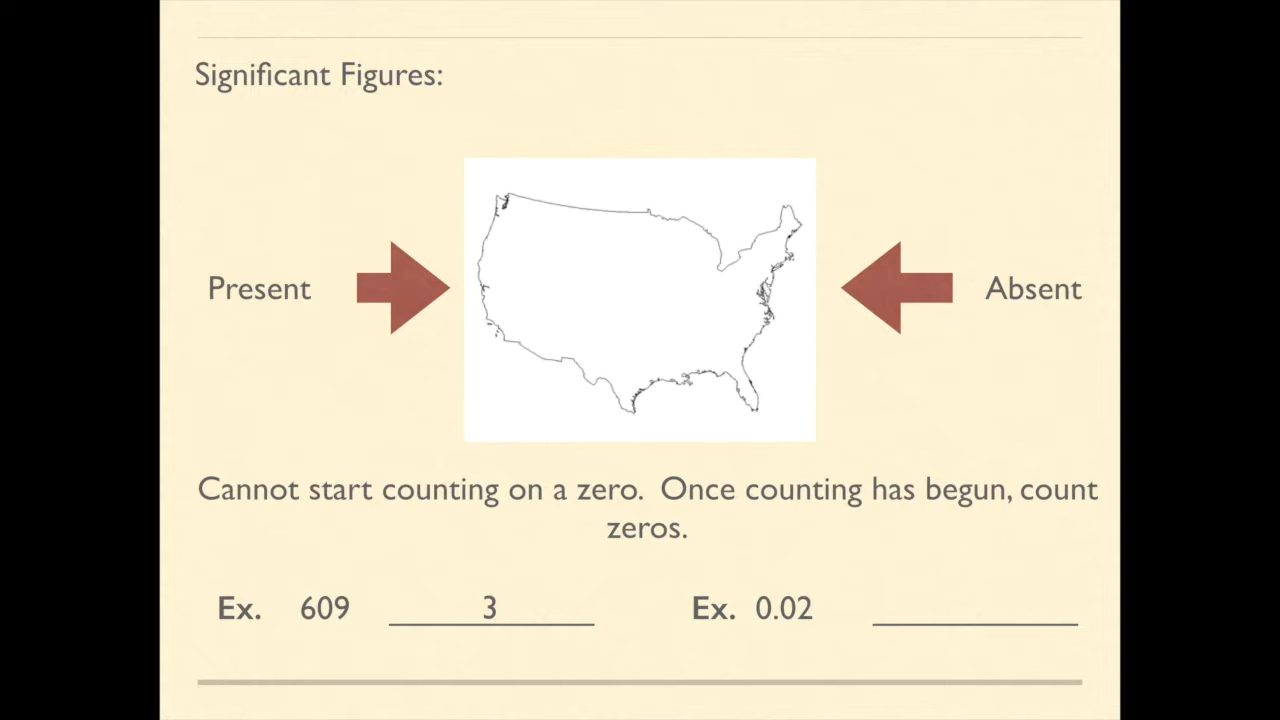 Significant Figures:
Present
Absent
Cannot start counting on a zero. Once counting has begun, count
zeros.
Ex. 609 3 Ex. 0.02